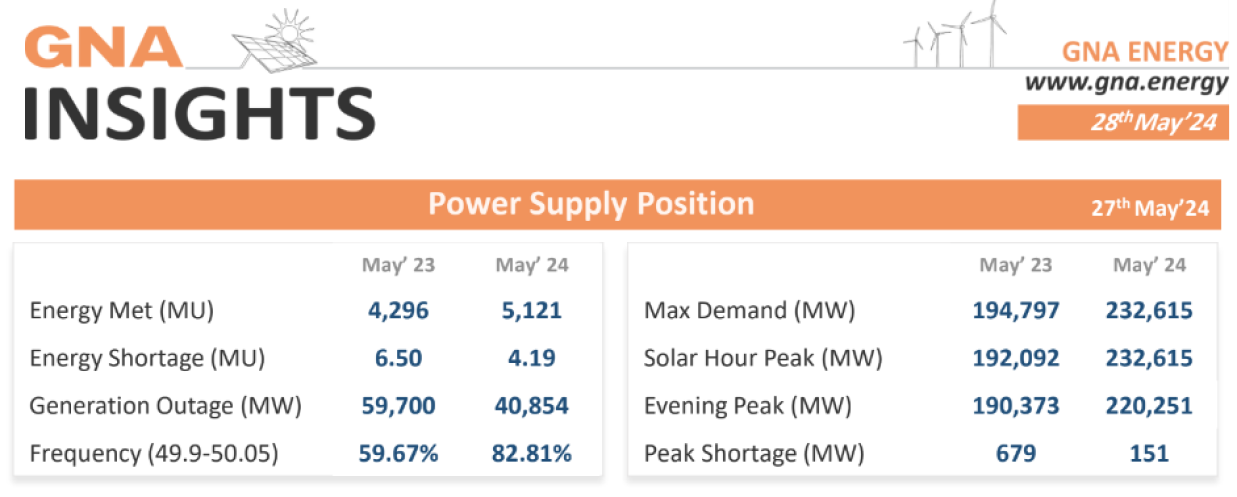 GNA
INSIGHTS
GNA ENERGY
www.gna.energy
28th May'24
Power Supply Position 27th May'24
May' 23 May' 24
Energy Met (MU) 4,296 5,121
Energy Shortage (MU) 6.50 4.19
Generation Outage (MW) 59,700 40,854
Frequency (49.9-50.05) 59.67% 82.81%
May' 23 May' 24
Max Demand (MW) 194,797 232,615
Solar Hour Peak (MW) 192,092 232,615
Evening Peak (MW) 190,373 220,251
Peak Shortage (MW) 679 151